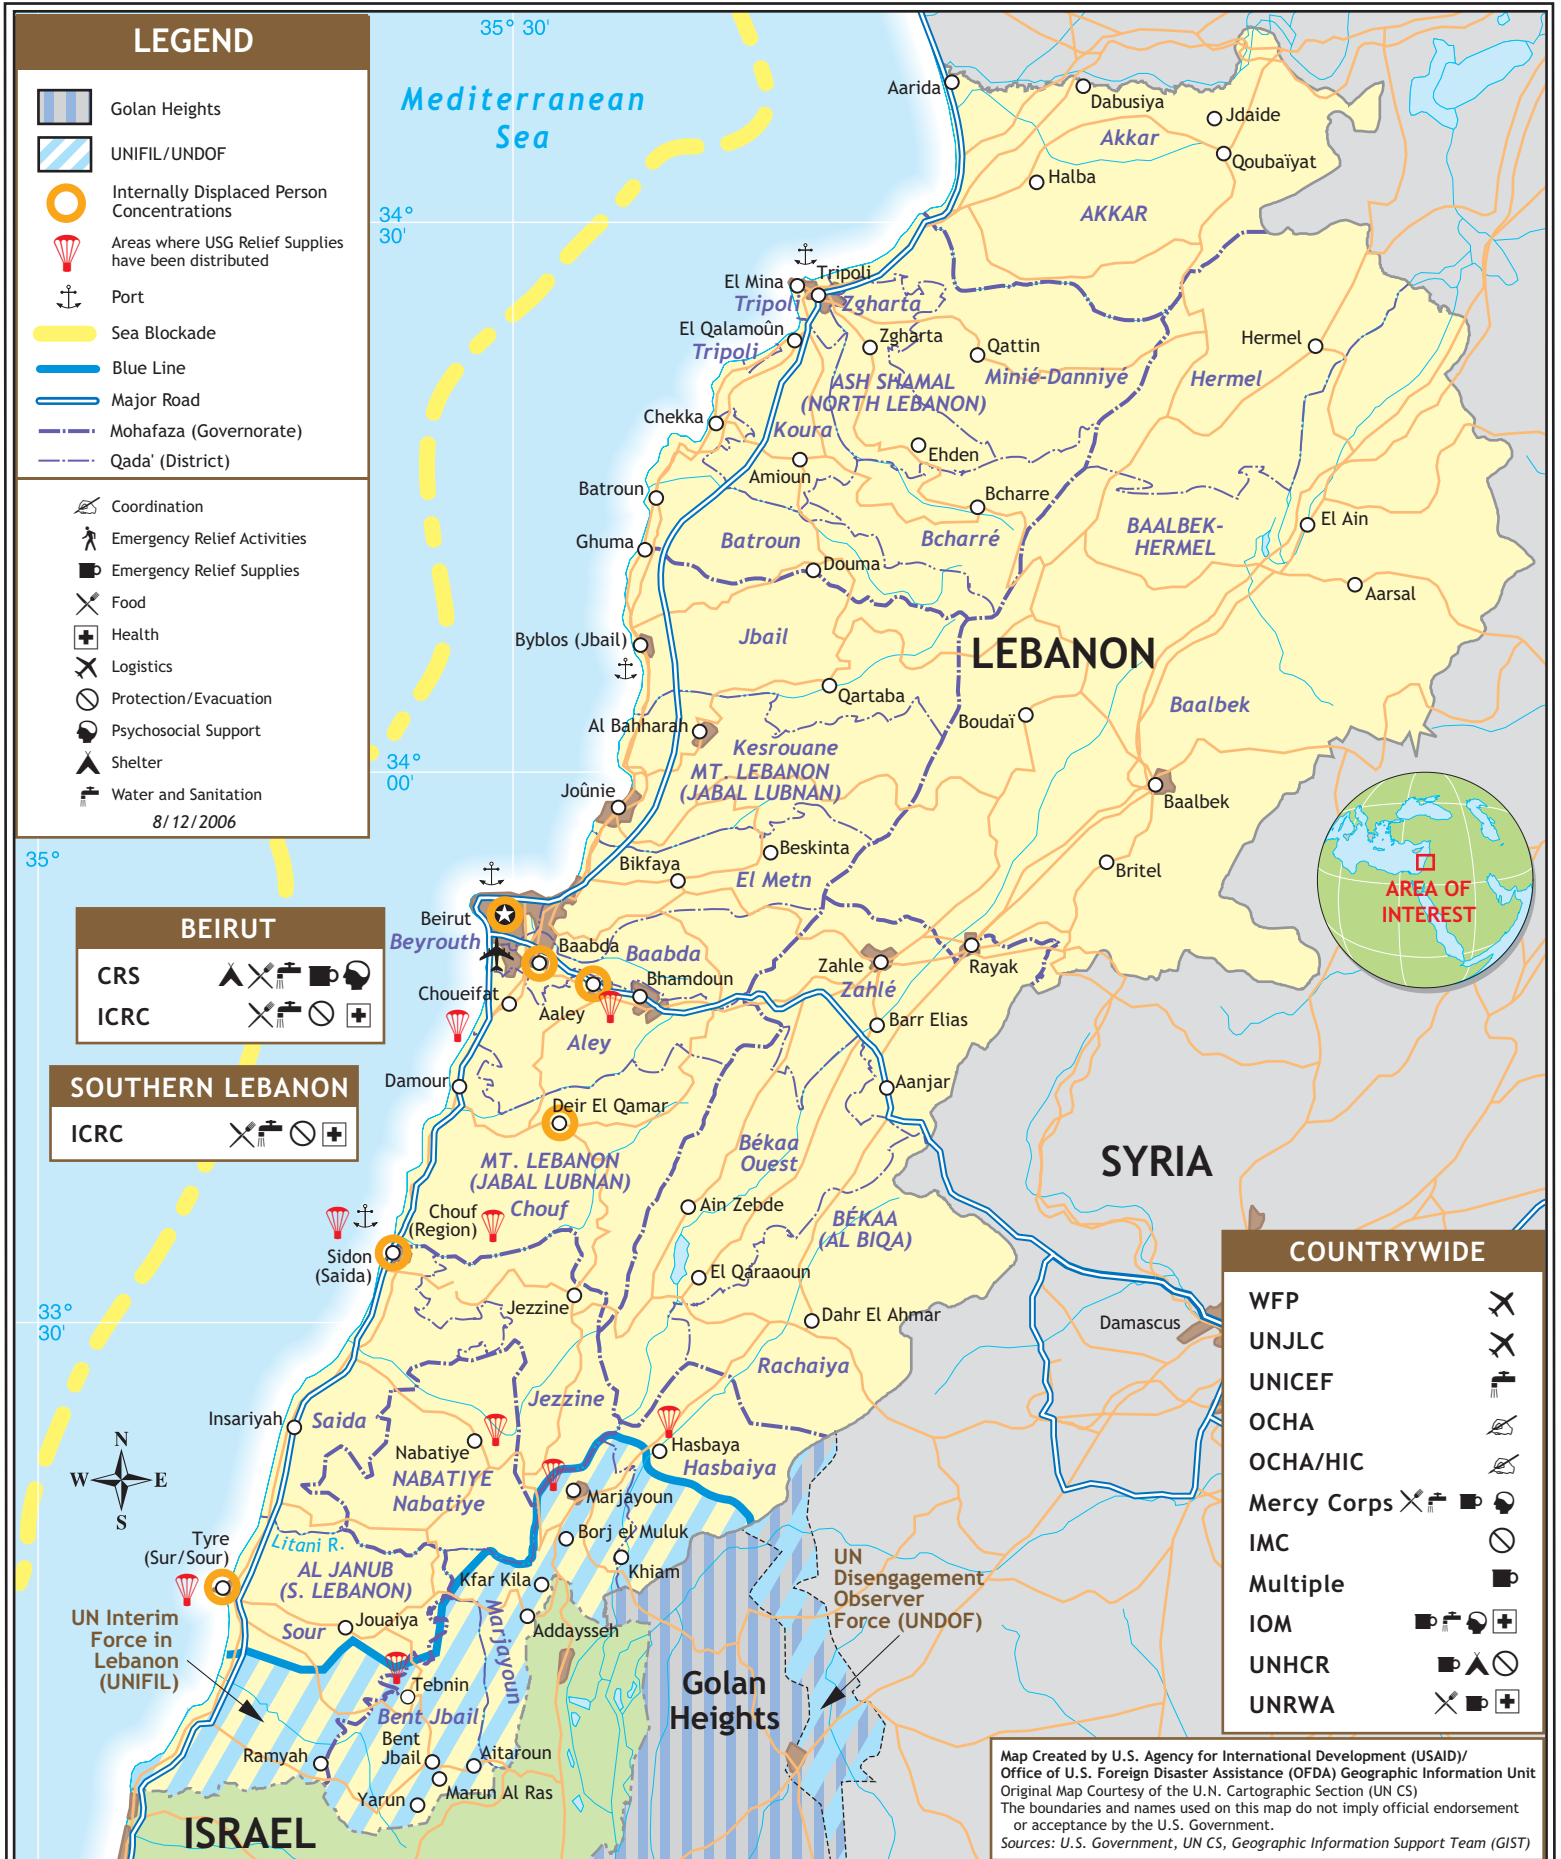 LEGEND
Golan Heights
UNIFIL/UNDOF
Internally Displaced Person
Concentrations
Areas where USG Relief Supplies
have been distributed
Port
Sea Blockade
Blue Line
Major Road
Mohafaza (Governorate)
Qada' (District)
Coordination
Emergency Relief Activities
Emergency Relief Supplies
Food
Health
Logistics
Protection/Evacuation
Psychosocial Support
Shelter
Water and Sanitation
8/12/2006
35° 30'
Mediterranean
Sea
34°
30'
34°
00'
35°
33°
30'
Aarida
Dabusiya
Jdaide
Akkar
Qoubaïyat
Halba
AKKAR
El Mina
Tripoli
Tripoli
Zgharta
El Qalamoûn
Tripoli
Zgharta
Qattin
Hermel
ASH SHAMAL
(NORTH LEBANON)
Minié-Danniyé
Hermel
Chekka
Koura
Ehden
Amioun
Batroun
Bcharre
El Ain
BAALBEK-
HERMEL
Ghuma
Batroun
Bcharré
Douma
Aarsal
Byblos (Jbail)
Jbail
LEBANON
Qartaba
Boudaï
Baalbek
Al Bahharah
Kesrouane
MT. LEBANON
(JABAL LUBNAN)
Joûnie
Baalbek
Beskinta
Bikfaya
El Metn
Britel
AREA OF
INTEREST
Beirut
Beyrouth
Baabda
Baabda
Bhamdoun
Zahle
Zahlé
Rayak
Choueifat
Aaley
Barr Elias
Aley
Damour
Aanjar
Deir El Qamar
Békaa
Ouest
MT. LEBANON
(JABAL LUBNAN)
Chouf
Chouf
(Region)
Ain Zebde
BÉKAA
(AL BIQA)
SYRIA
Sidon
(Saida)
El Qaraaoun
Jezzine
Dahr El Ahmar
Damascus
Rachaiya
Jezzine
Insariyah
Saida
Nabatiye
Hasbaya
Hasbaiya
NABATIYE
Nabatiye
Marjayoun
N
W
E
S
Borj el Muluk
Tyre
(Sur/Sour)
Litani R.
AL JANUB
(S. LEBANON)
Khiam
Kfar Kila
Jouaiya
Sour
Marjayoun
Addaysseh
UN
Disengagement
Observer
Force (UNDOF)
UN Interim
Force in
Lebanon
(UNIFIL)
Tebnin
Bent Jbail
Golan
Heights
Bent
Jbail
Aitaroun
Ramyah
Marun Al Ras
Yarun
ISRAEL
BEIRUT
CRS
ICRC
SOUTHERN LEBANON
ICRC
COUNTRYWIDE
WFP
UNJLC
UNICEF
OCHA
OCHA/HIC
Mercy Corps
IMC
Multiple
IOM
UNHCR
UNRWA
Map Created by U.S. Agency for International Development (USAID)/
Office of U.S. Foreign Disaster Assistance (OFDA) Geographic Information Unit
Original Map Courtesy of the U.N. Cartographic Section (UN CS)
The boundaries and names used on this map do not imply official endorsement
or acceptance by the U.S. Government.
Sources: U.S. Government, UN CS, Geographic Information Support Team (GIST)